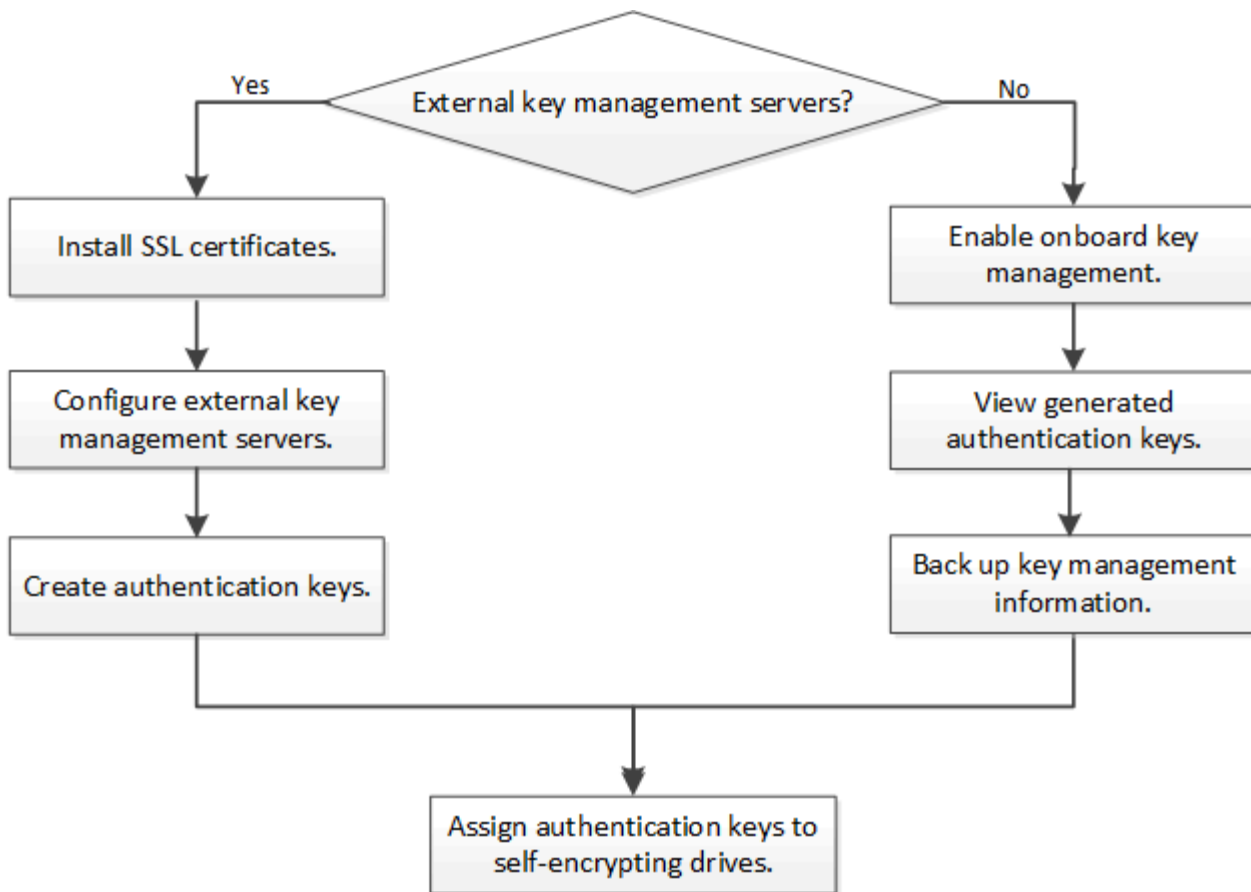 External key management servers?
Yes
No
Install SSL certificates.
Configure external key
management servers.
Create authentication keys.
Enable onboard key
management.
View generated
authentication keys.
Back up key management
information.
Assign authentication keys to
self-encrypting drives.